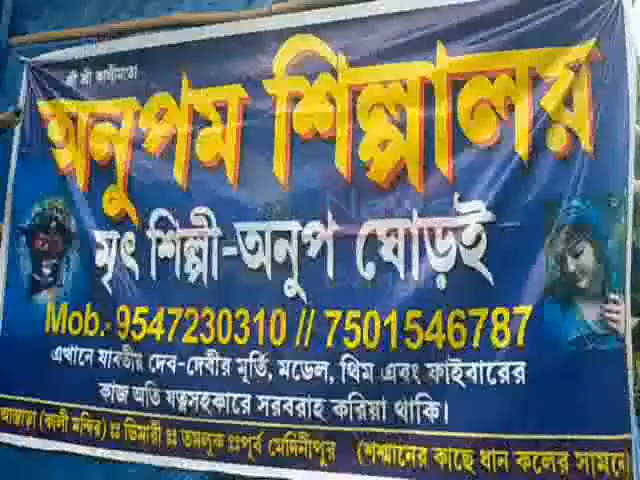 শ্রী শ্রী কালীমাতা
অনুপম শিল্পালয়
মৃৎ শিল্পী-অনুপ ঘোড়ই
Mob.- 9547230310 // 7501546787
এখানে যাবতীয় দেব-দেবীর মূর্তি, মডেল, থিম এবং ফাইবারের
কাজ অতি যত্নসহকারে সরবরাহ করিয়া থাকি।
(কালী মন্দির) ঃঃ ডিমারী ঃঃ তমলুক ঃঃ পূর্ব মেদিনীপুর (শ্মশানের কাছে ধান কলের সামনে